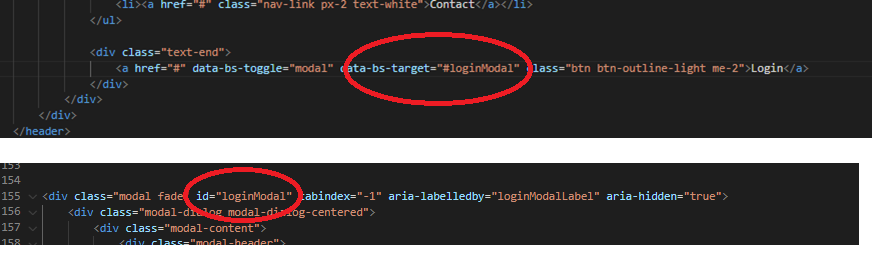 <li><a href="#" class="nav-link px-2 text-white">Contact</a></li>
</ul>
<div class="text-end">
<a href="#" data-bs-toggle="modal" data-bs-target="#loginModal" class="btn btn-outline-light me-2">Login</a>
</div>
</div>
</div>
</header>
153
154
155 <div class="modal fade" id="loginModal" tabindex="-1" aria-labelledby="loginModalLabel" aria-hidden="true">
156 <div class="modal-dialog modal-dialog-centered">
157 <div class="modal-content">
158 <div class="modal-header">